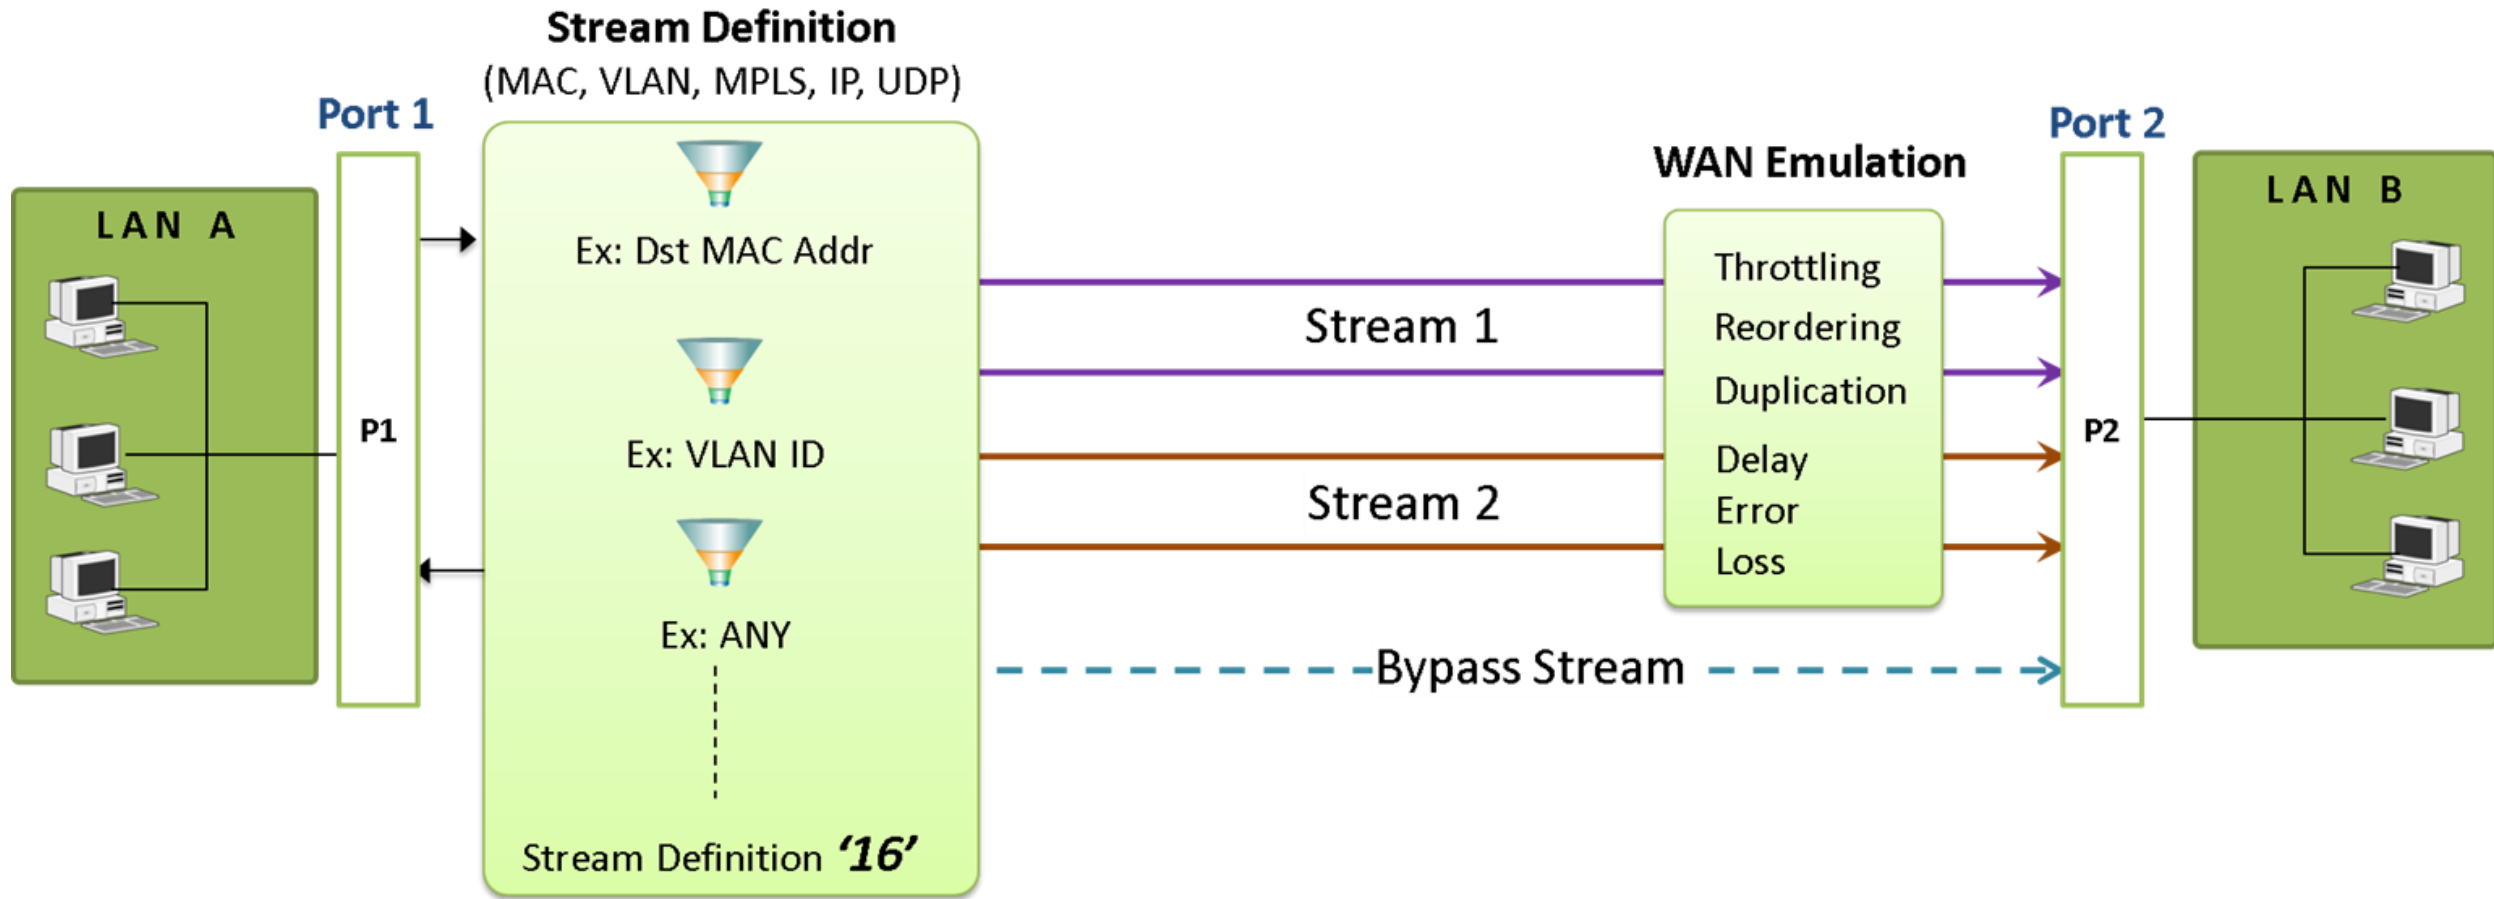 Stream Definition
(MAC, VLAN, MPLS, IP, UDP)
Port 1
LAN A
P1
Ex: Dst MAC Addr
Ex: VLAN ID
Ex: ANY
Stream Definition ‘16’
Stream 1
Stream 2
Bypass Stream
WAN Emulation
Throttling
Reordering
Duplication
Delay
Error
Loss
Port 2
P2
LAN B